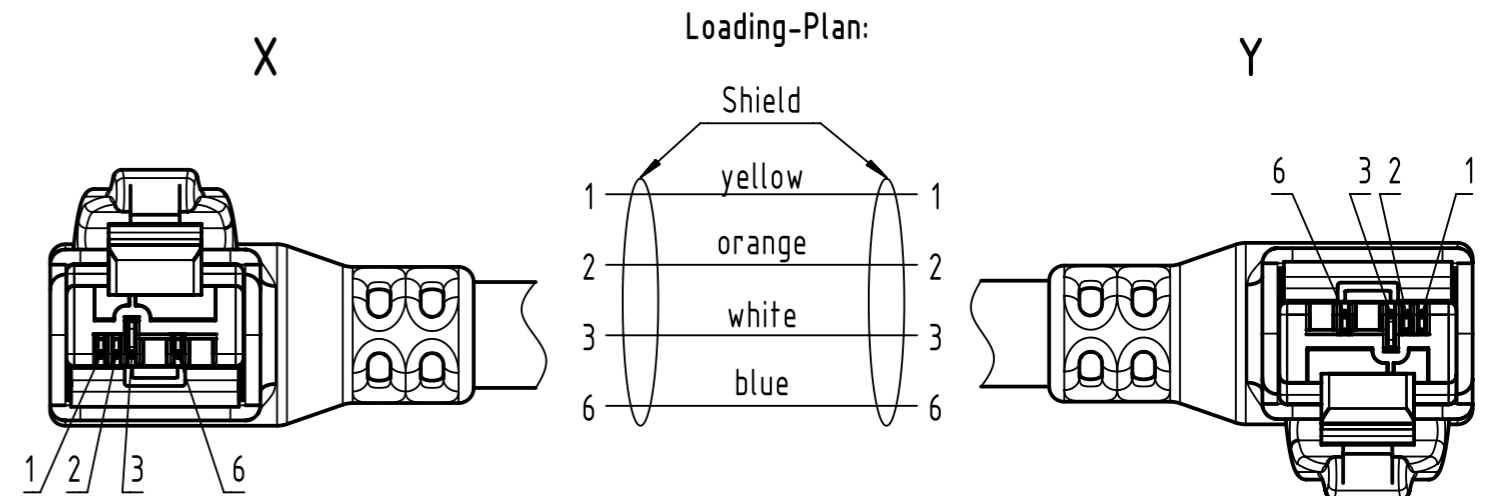 Loading-Plan:
X
Y
Shield
1 yellow 1
2 orange 2
3 white 3
6 blue 6
6 3 2 1
1 2 3 6